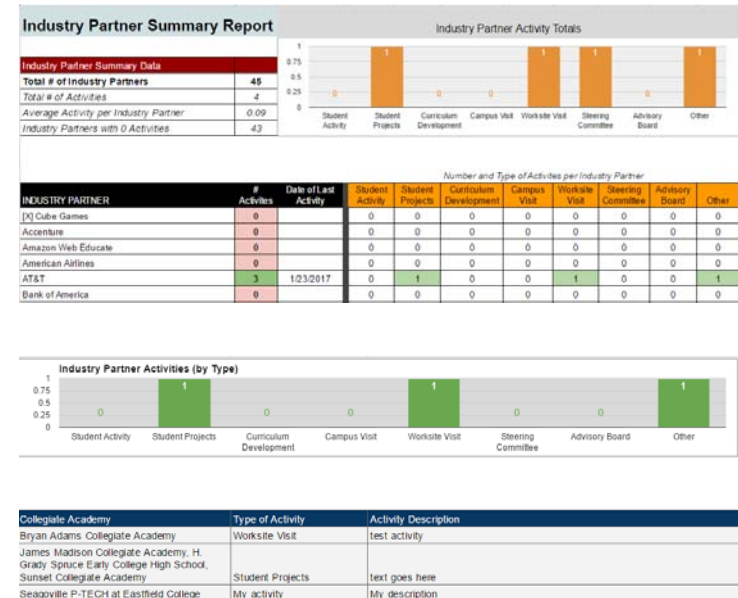 Industry Partner Summary Report
Industry Partner Activity Totals
1
0.75
0.5
0.25
0 1 0 0 1 1 0 1
Student Activity Student Projects Curriculum Development Campus Visit Worksite Visit Steering Committee Advisory Board Other
Industry Partner Summary Data
Total # of Industry Partners 45
Total # of Activities 4
Average Activity per Industry Partner 0.09
Industry Partners with 0 Activities 43
Number and Type of Activites per Industry Partner
INDUSTRY PARTNER # Activites Date of Last Activity Student Activity Student Projects Curriculum Development Campus Visit Worksite Visit Steering Committee Advisory Board Other
[X] Cube Games 0 0 0 0 0 0 0 0 0
Accenture 0 0 0 0 0 0 0 0 0
Amazon Web Educate 0 0 0 0 0 0 0 0 0
American Airlines 0 0 0 0 0 0 0 0 0
AT&T 3 1/23/2017 0 1 0 0 1 0 0 1
Bank of America 0 0 0 0 0 0 0 0 0
Industry Partner Activities (by Type)
1
0.75
0.5
0.25
0
0 1 0 0 1 0 0 1
Student Activity Student Projects Curriculum Development Campus Visit Worksite Visit Steering Committee Advisory Board Other
Collegiate Academy Type of Activity Activity Description
Bryan Adams Collegiate Academy Worksite Visit test activity
James Madison Collegiate Academy, H.
Grady Spruce Early College High School,
Sunset Collegiate Academy Student Projects text goes here
Seagoville P-TECH at Eastfield College My activity My description